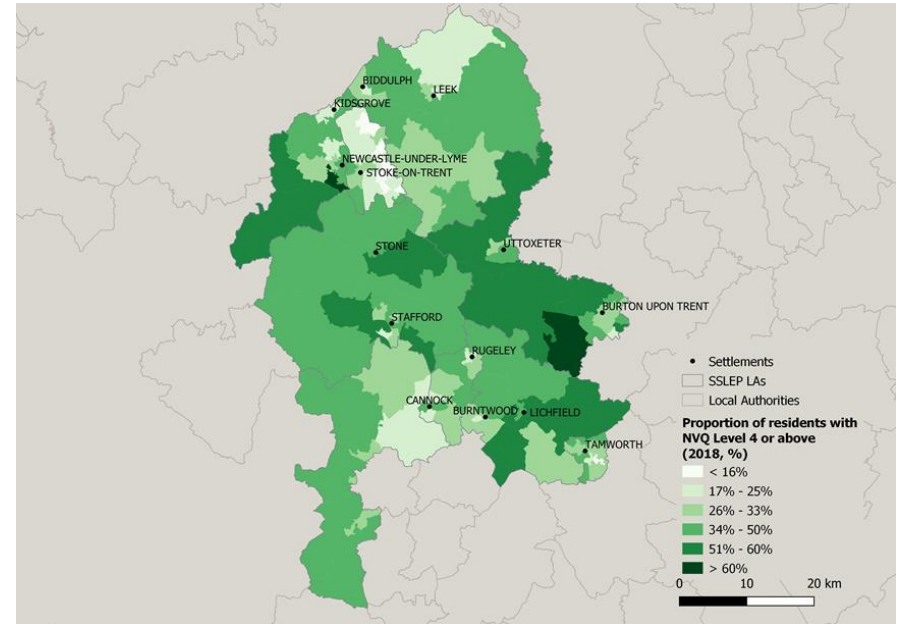 BIDDULPH
LEEK
KIDSGROVE
NEWCASTLE-UNDER-LYME
STOKE-ON-TRENT
STONE
UTTOXETER
BURTON UPON TRENT
STAFFORD
RUGELEY
CANNOCK
BURNTWOOD
LICHFIELD
TAMWORTH
Settlements
SSLEP LAs
Local Authorities
Proportion of residents with
NVQ Level 4 or above
(2018, %)
< 16%
17% - 25%
26% - 33%
34% - 50%
51% - 60%
> 60%
0 10 20 km